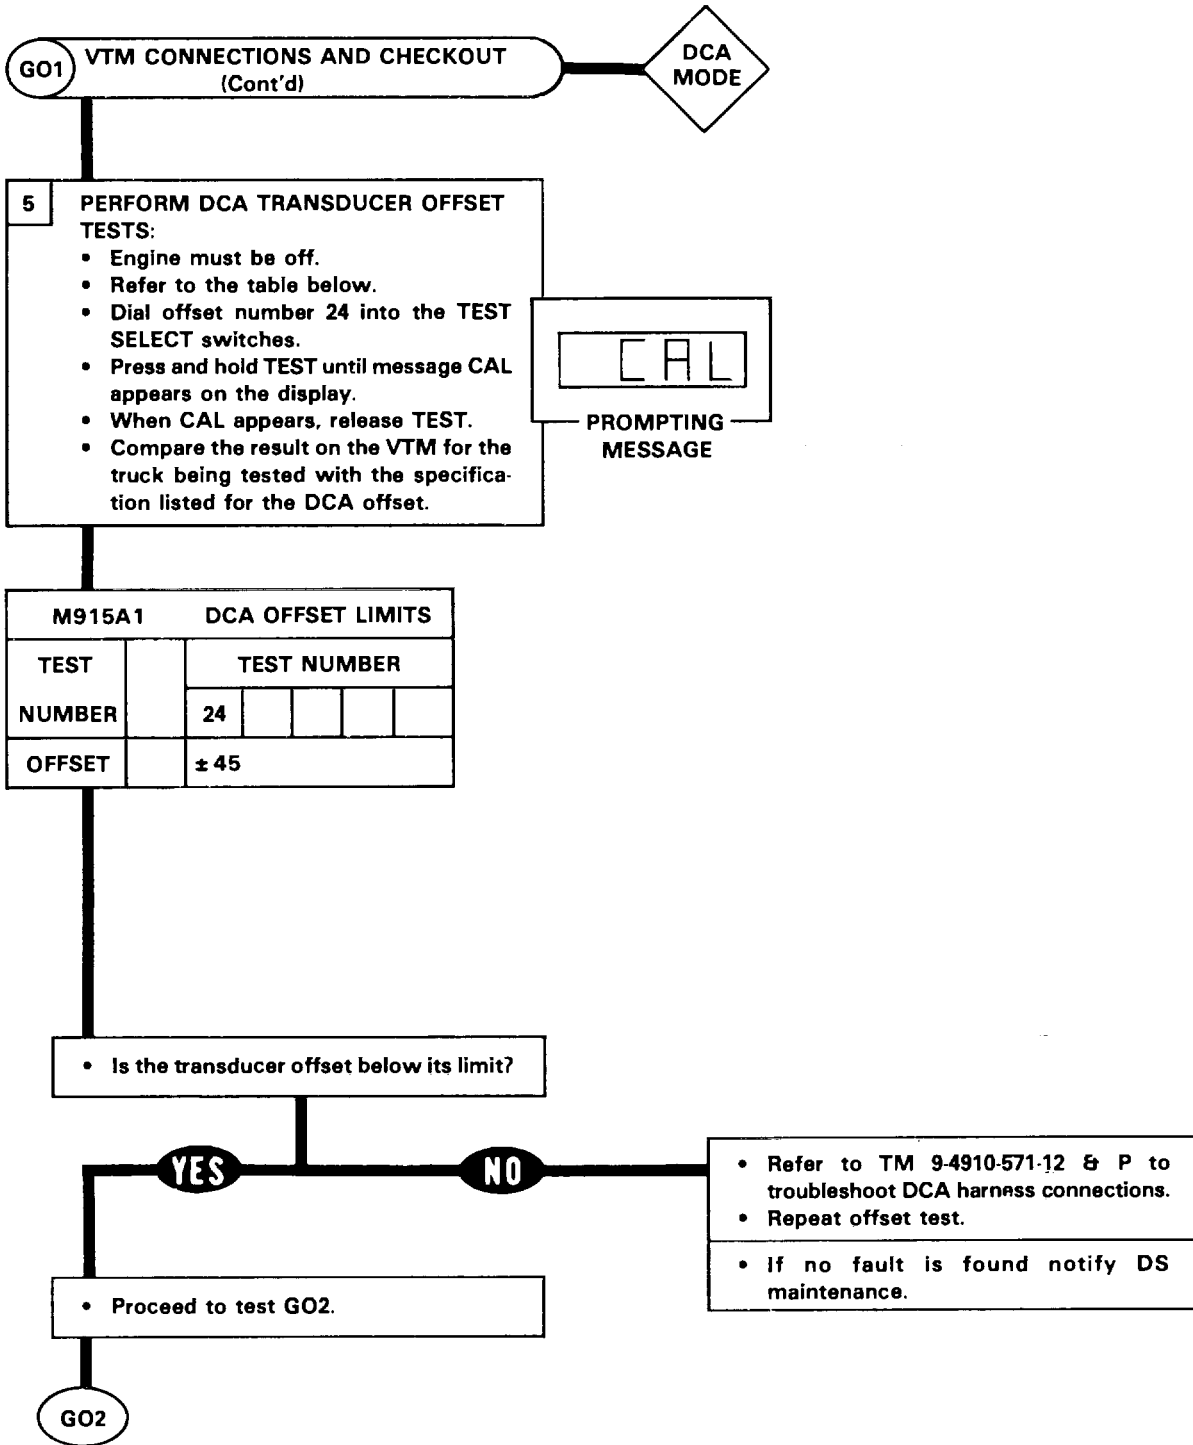 GO1
VTM CONNECTIONS AND CHECKOUT
(Cont'd)
DCA
MODE
5
PERFORM DCA TRANSDUCER OFFSET
TESTS:
• Engine must be off.
• Refer to the table below.
• Dial offset number 24 into the TEST
SELECT switches.
• Press and hold TEST until message CAL
appears on the display.
• When CAL appears, release TEST.
• Compare the result on the VTM for the
truck being tested with the specifica-
tion listed for the DCA offset.
CAL
PROMPTING
MESSAGE
M915A1 DCA OFFSET LIMITS
TEST
NUMBER
TEST NUMBER
24
OFFSET
± 45
• Is the transducer offset below its limit?
YES
NO
• Refer to TM 9-4910-571-12 & P to
troubleshoot DCA harness connections.
• Repeat offset test.
• If no fault is found notify DS
maintenance.
• Proceed to test GO2.
GO2